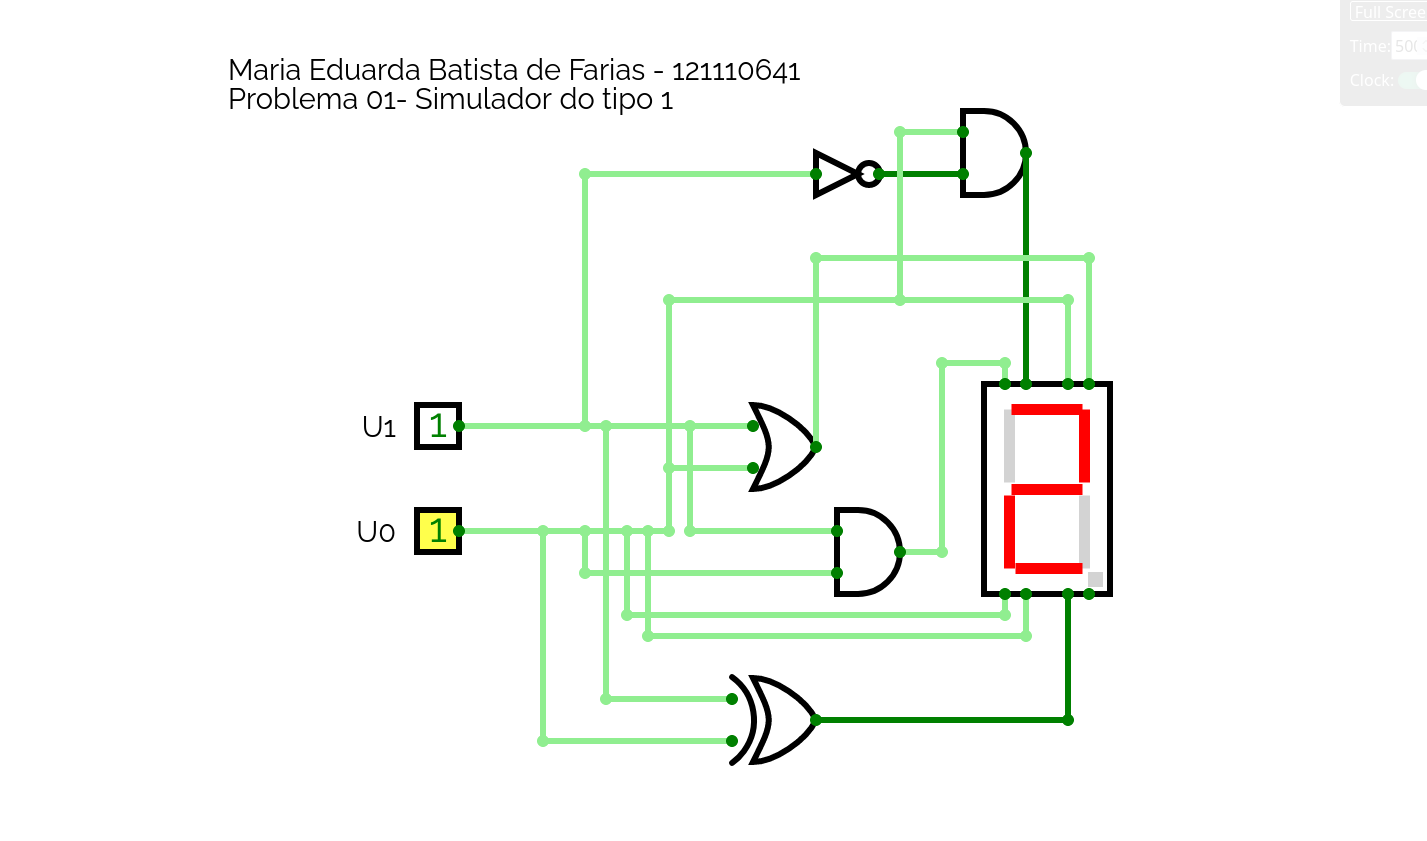 Maria Eduarda Batista de Farias - 121110641
Problema 01- Simulador do tipo 1
Full Scree
Time: 500
Clock:
U1 1
U0 1